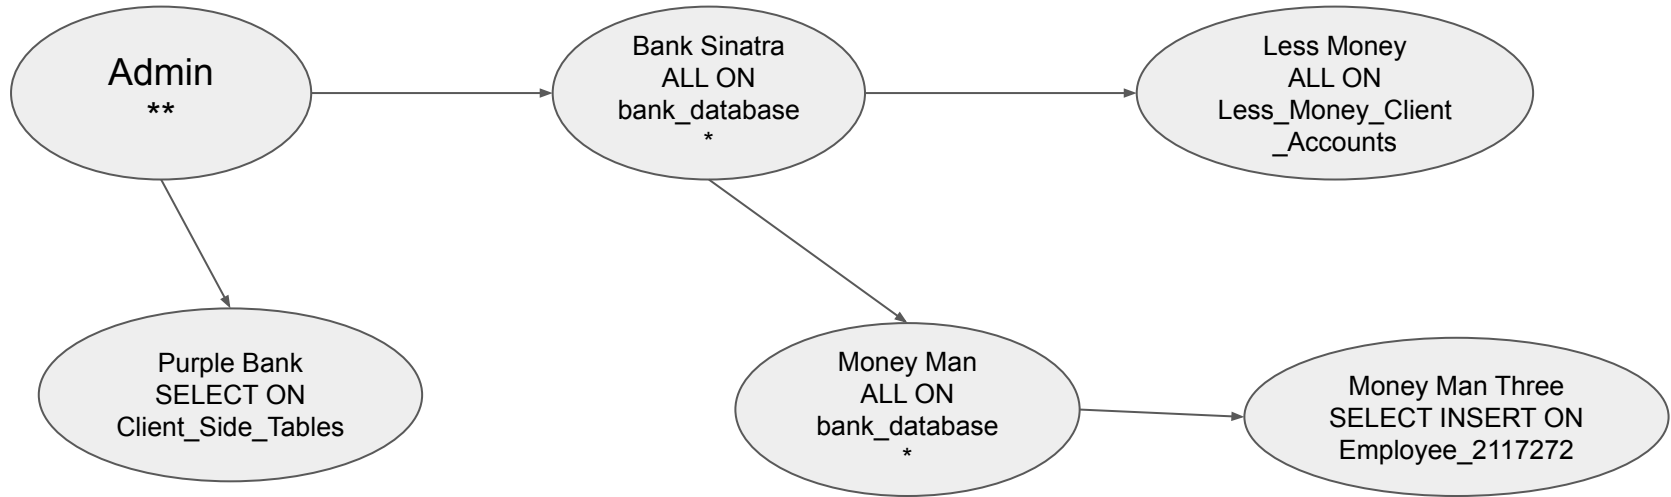 Admin
**
Bank Sinatra
ALL ON
bank_database
*
Less Money
ALL ON
Less_Money_Client
_Accounts
Purple Bank
SELECT ON
Client_Side_Tables
Money Man
ALL ON
bank_database
*
Money Man Three
SELECT INSERT ON
Employee_2117272